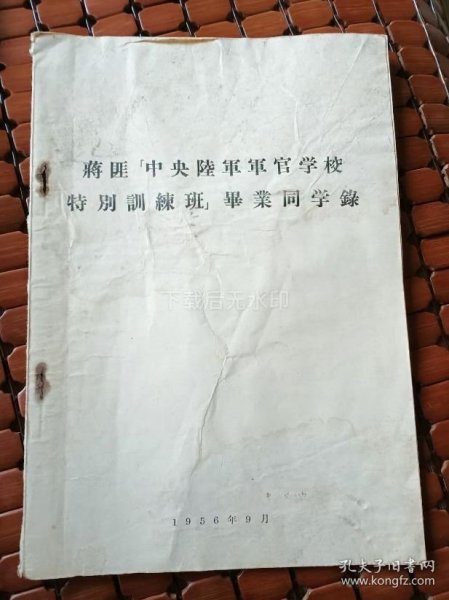 蔣匪「中央陸軍軍官学校
特別訓練班」畢業同学錄
下载后无水印
1956年9月
孔夫子旧书网
www.kongfz.com